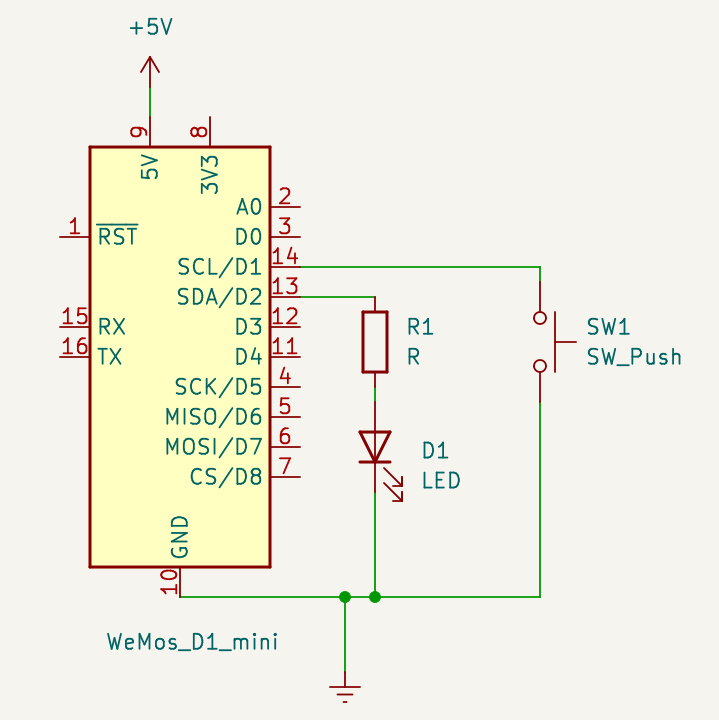 +5V
9
8
5V
3V3
A0 2
D0 3
1 RST
SCL/D1 14
SDA/D2 13
15 RX
D3 12
R1
SW1
16 TX
D4 11
R
SW_Push
SCK/D5 4
MISO/D6 5
MOSI/D7 6
D1
CS/D8 7
LED
GND
10
WeMos_D1_mini